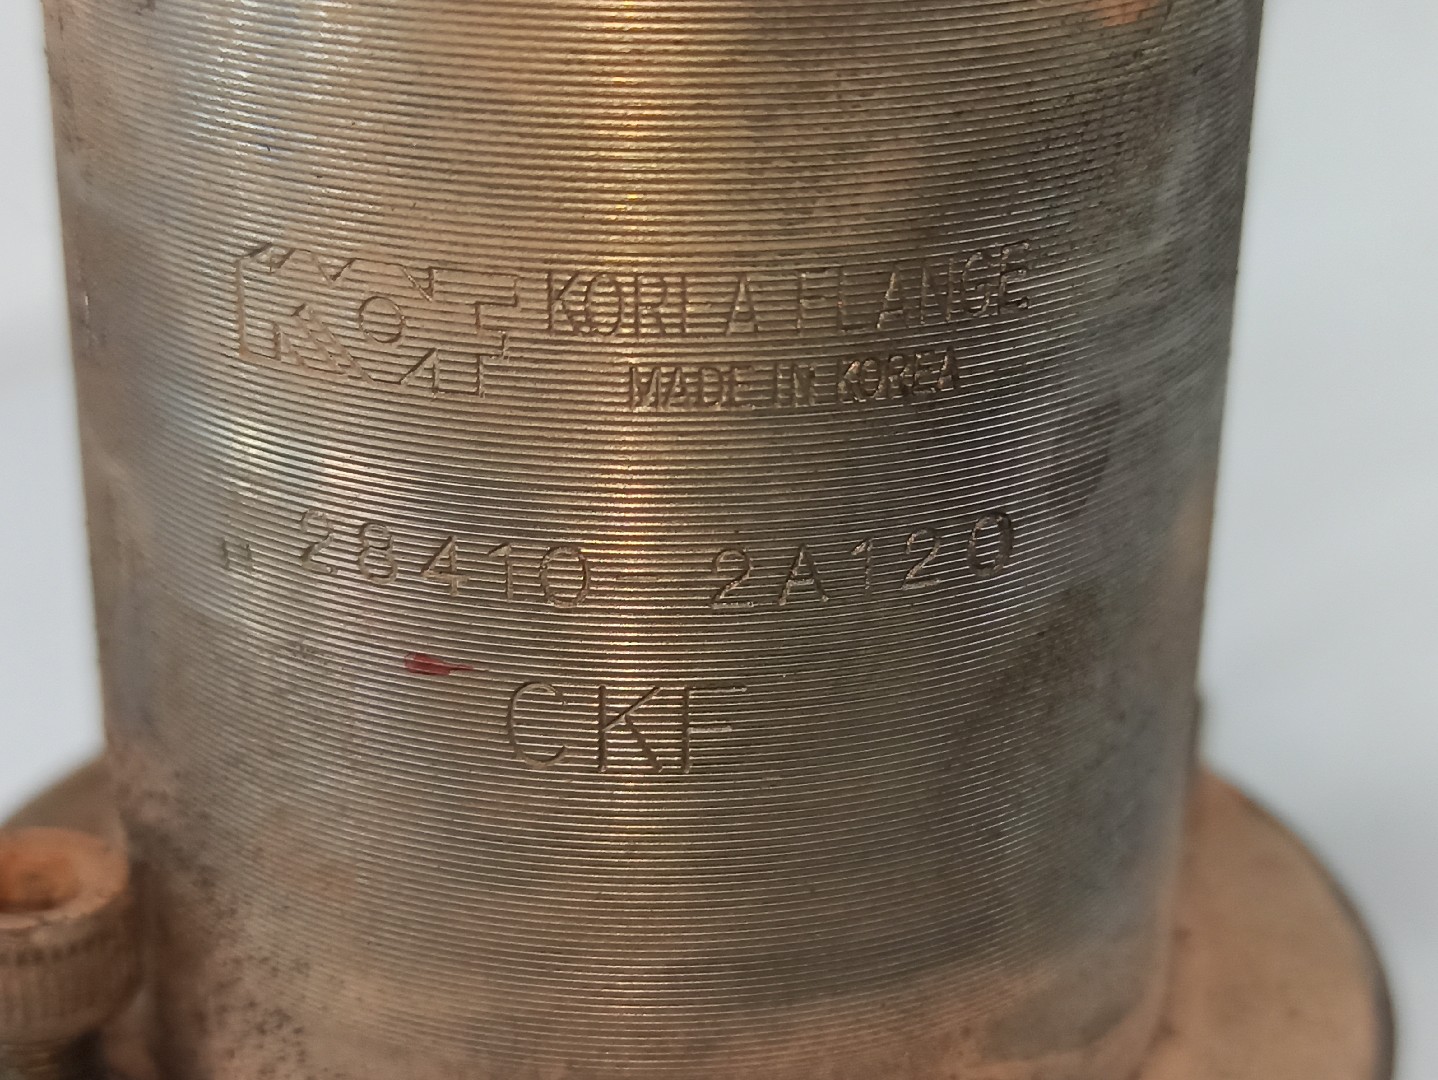 KOREA FLANGE
MADE IN KOREA
28410-2A120
CKF